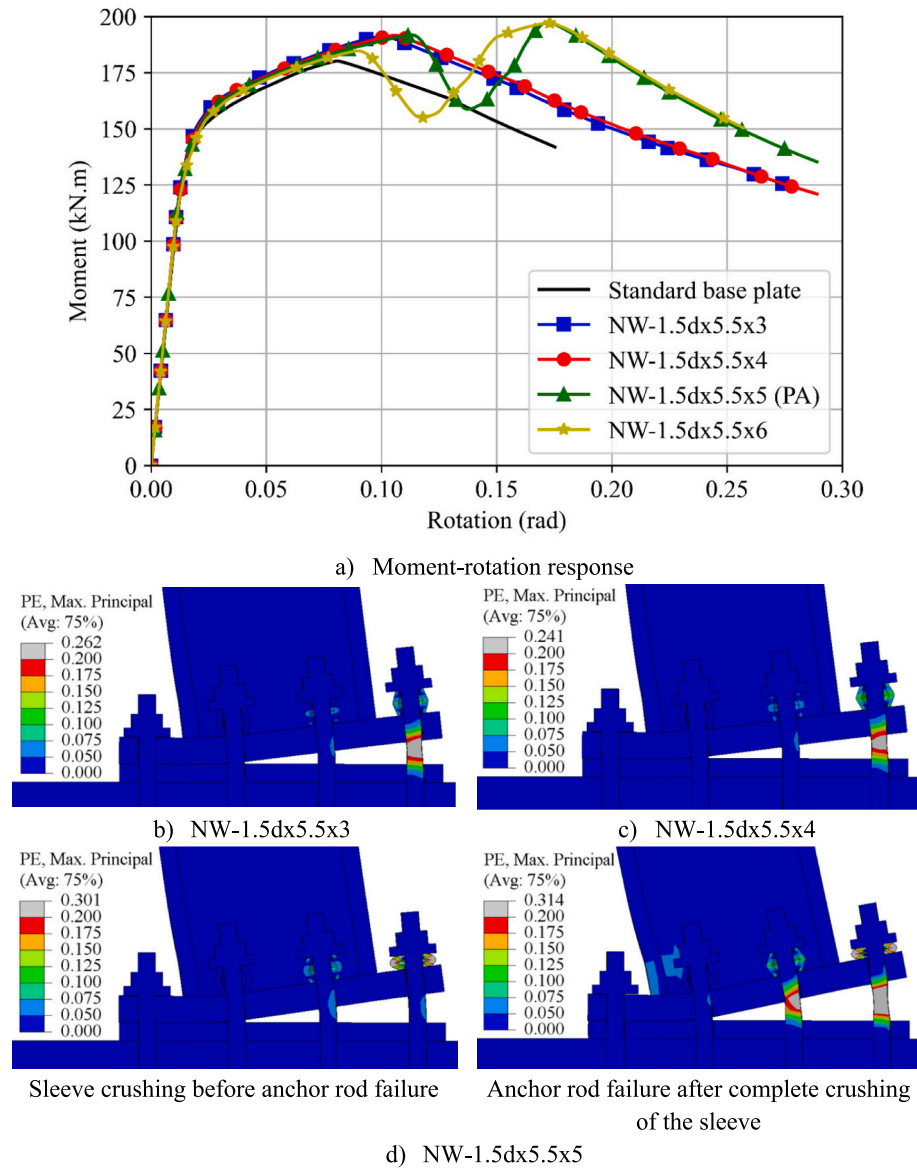 200
175
150
125
100
75
50
25
0
Moment (kN.m)
Standard base plate
NW-1.5dx5.5x3
NW-1.5dx5.5x4
NW-1.5dx5.5x5 (PA)
NW-1.5dx5.5x6
0.00 0.05 0.10 0.15 0.20 0.25 0.30
Rotation (rad)
a) Moment-rotation response
PE, Max. Principal
(Avg: 75%)
0.262
0.200
0.175
0.150
0.125
0.100
0.075
0.050
0.000
b) NW-1.5dx5.5x3
PE, Max. Principal
(Avg: 75%)
0.241
0.200
0.175
0.150
0.125
0.100
0.075
0.050
0.000
c) NW-1.5dx5.5x4
PE, Max. Principal
(Avg: 75%)
0.301
0.200
0.175
0.150
0.125
0.100
0.075
0.050
0.000
Sleeve crushing before anchor rod failure
PE, Max. Principal
(Avg: 75%)
0.314
0.200
0.175
0.150
0.125
0.100
0.075
0.050
0.000
Anchor rod failure after complete crushing
of the sleeve
d) NW-1.5dx5.5x5